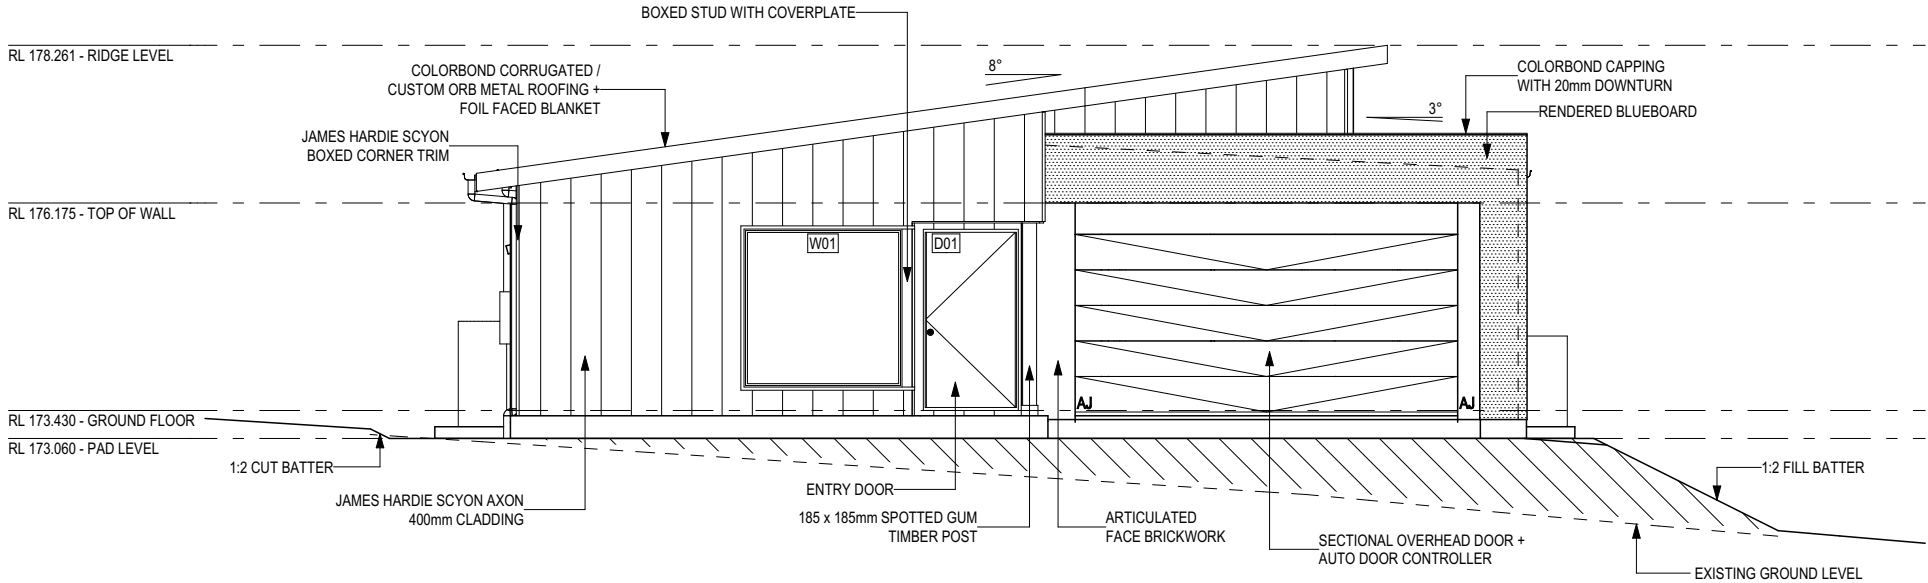 BOXED STUD WITH COVERPLATE
RL 178.261 - RIDGE LEVEL
COLORBOND CORRUGATED /
CUSTOM ORB METAL ROOFING +
FOIL FACED BLANKET
8°
COLORBOND CAPPING
WITH 20mm DOWNTURN
3°
RENDERED BLUEBOARD
JAMES HARDIE SCYON
BOXED CORNER TRIM
RL 176.175 - TOP OF WALL
W01
D01
AJ
AJ
RL 173.430 - GROUND FLOOR
RL 173.060 - PAD LEVEL
1:2 CUT BATTER
1:2 FILL BATTER
JAMES HARDIE SCYON AXON
400mm CLADDING
ENTRY DOOR
185 x 185mm SPOTTED GUM
TIMBER POST
ARTICULATED
FACE BRICKWORK
SECTIONAL OVERHEAD DOOR +
AUTO DOOR CONTROLLER
EXISTING GROUND LEVEL